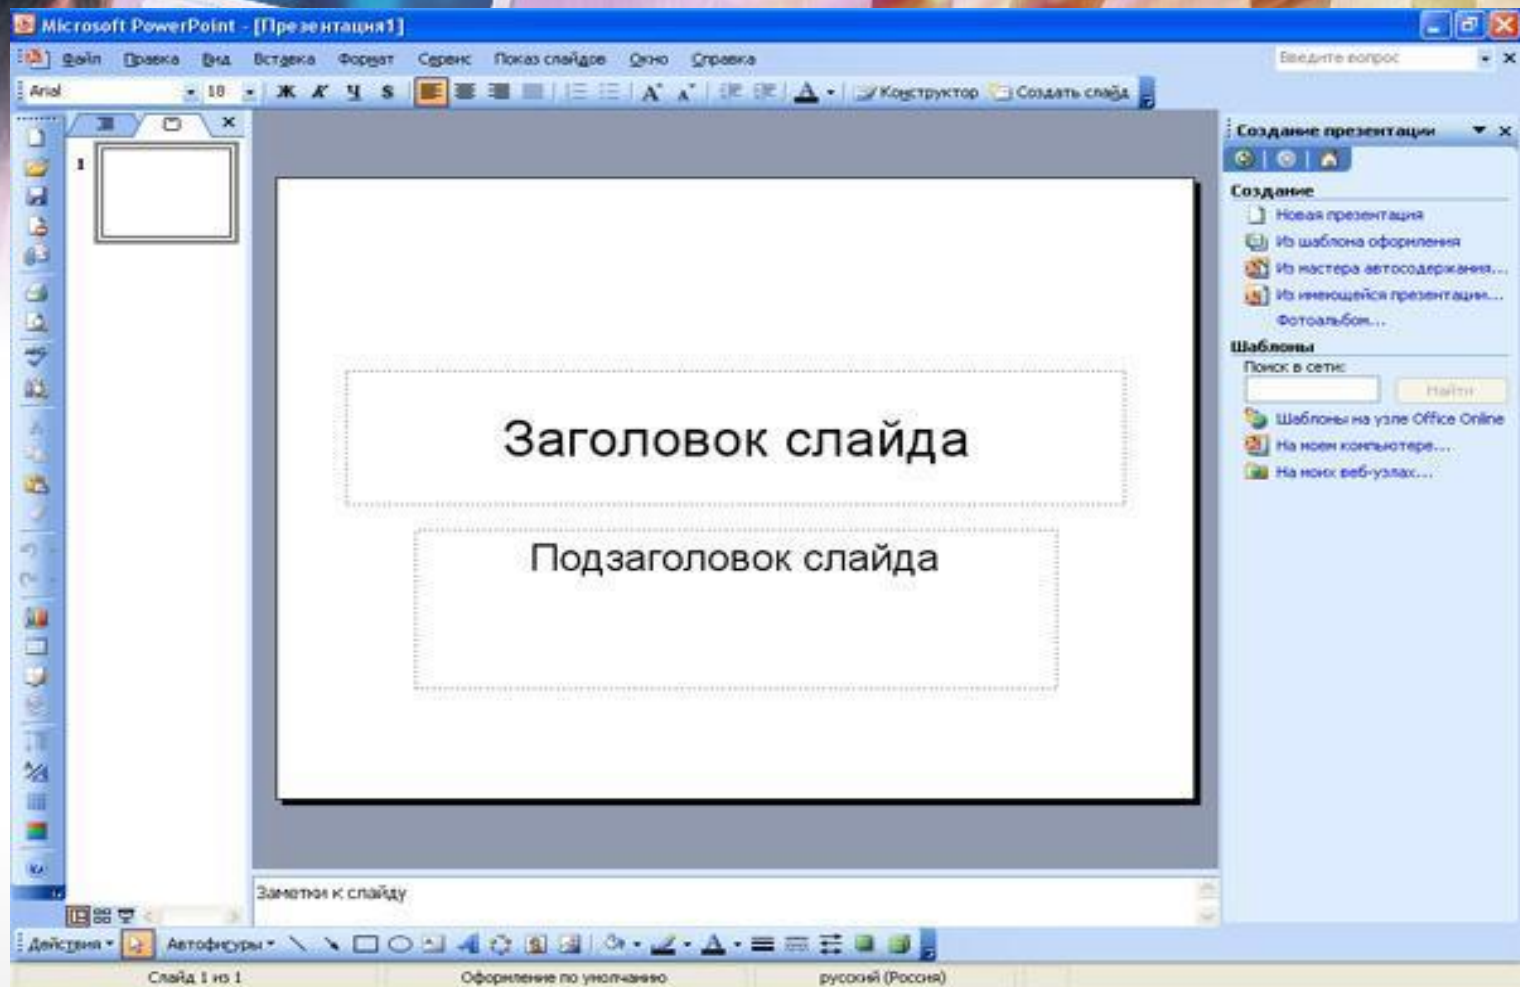 Microsoft PowerPoint - [Презентация1]
Файл Правка Вид Вставка Формат Сервис Показ слайдов Окно Справка Введите вопрос
Arial 18 Ж К Ч S Конструктор Создать слайд
Создание презентации
1
Создание
Новая презентация
Из шаблона оформления
Из мастера автосодержания...
Из имеющейся презентации...
Фотоальбом...
Шаблоны
Поиск в сети:
Найти
Шаблоны на узле Office Online
На моем компьютере...
На моих веб-узлах...
Заголовок слайда
Подзаголовок слайда
Заметки к слайду
Действия Автофигуры
Слайд 1 из 1 Оформление по умолчанию русский (Россия)